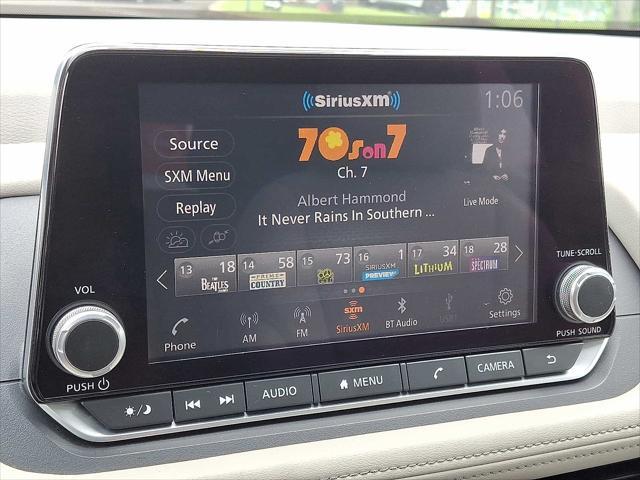 SiriusXM
1:06
Source
70s on 7
SXM Menu
Ch. 7
Replay
Albert Hammond
It Never Rains In Southern ...
Live Mode
13 18 14 58 15 73 16 1 17 34 18 28
THE BEATLES PRIME COUNTRY SIRIUSXM PREVIEW LITHIUM SPECTRUM
Phone AM FM sxm SiriusXM BT Audio USB1 Settings
VOL
PUSH
TUNE·SCROLL
PUSH SOUND
AUDIO MENU CAMERA